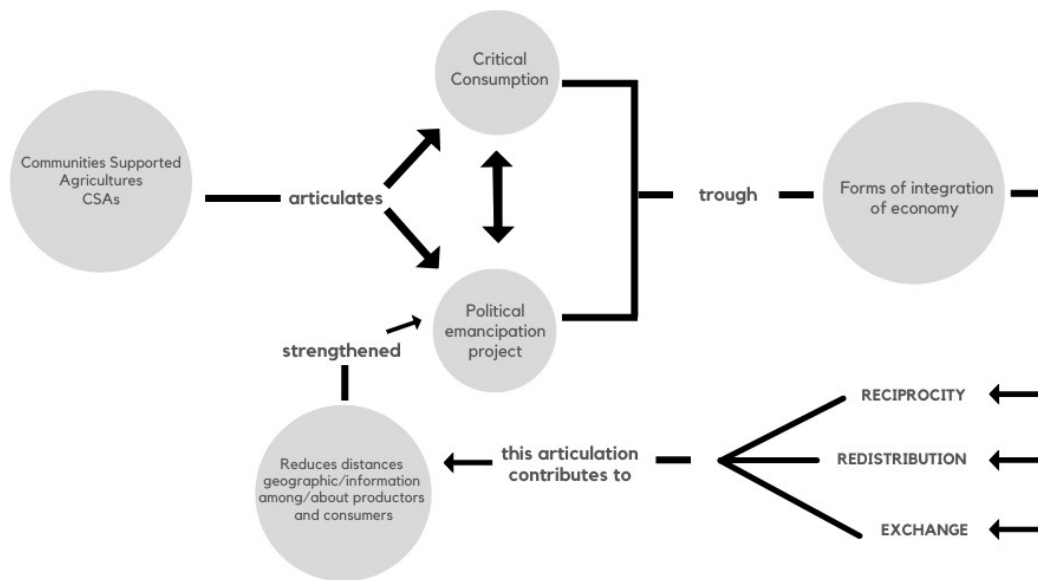 Communities Supported
Agricultures
CSAs
articulates
Critical
Consumption
Political
emancipation
project
trough
Forms of integration
of economy
RECIPROCITY
REDISTRIBUTION
EXCHANGE
this articulation
contributes to
Reduces distances
geographic/information
among/about productors
and consumers
strengthened